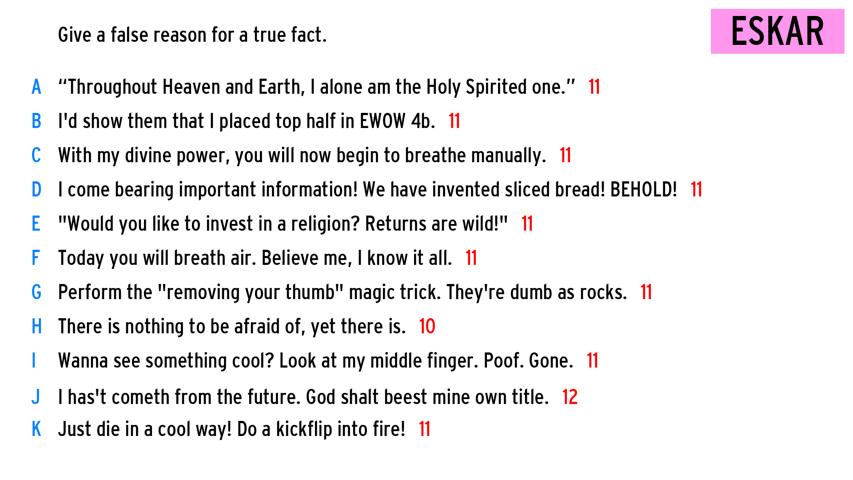 Give a false reason for a true fact.
ESKAR
A “Throughout Heaven and Earth, I alone am the Holy Spirited one.” 11
B I'd show them that I placed top half in EWOW 4b. 11
C With my divine power, you will now begin to breathe manually. 11
D I come bearing important information! We have invented sliced bread! BEHOLD! 11
E "Would you like to invest in a religion? Returns are wild!" 11
F Today you will breath air. Believe me, I know it all. 11
G Perform the "removing your thumb" magic trick. They're dumb as rocks. 11
H There is nothing to be afraid of, yet there is. 10
I Wanna see something cool? Look at my middle finger. Poof. Gone. 11
J I has't cometh from the future. God shalt beest mine own title. 12
K Just die in a cool way! Do a kickflip into fire! 11